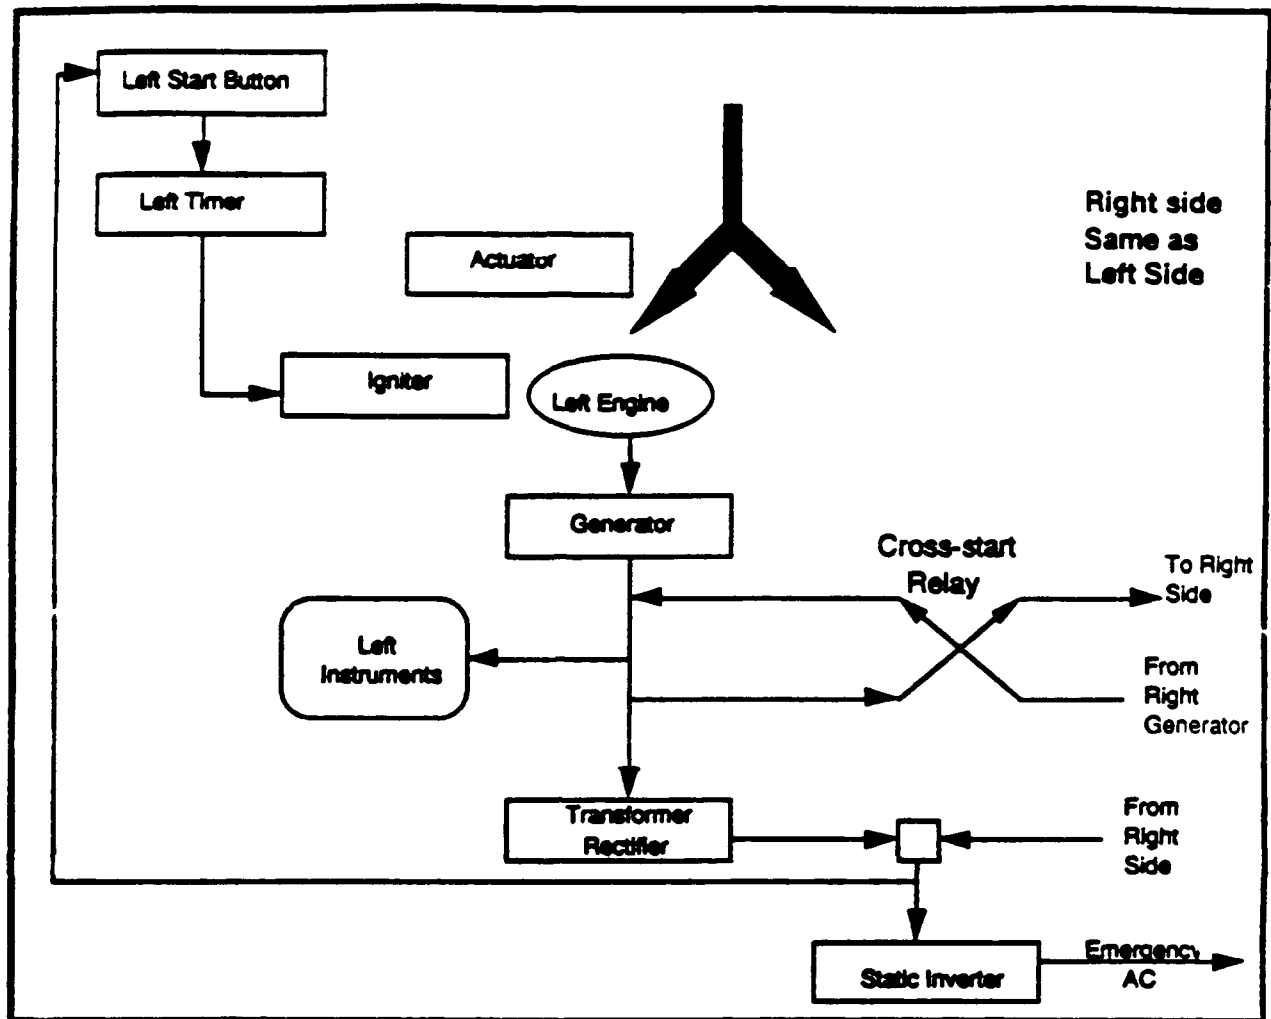 Left Start Button
Left Timer
Right side
Same as
Left Side
Actuator
Igniter
Left Engine
Generator
Cross-start
Relay
To Right
Side
Left
Instruments
From
Right
Generator
Transformer
Rectifier
From
Right
Side
Static Inverter
Emergency
AC